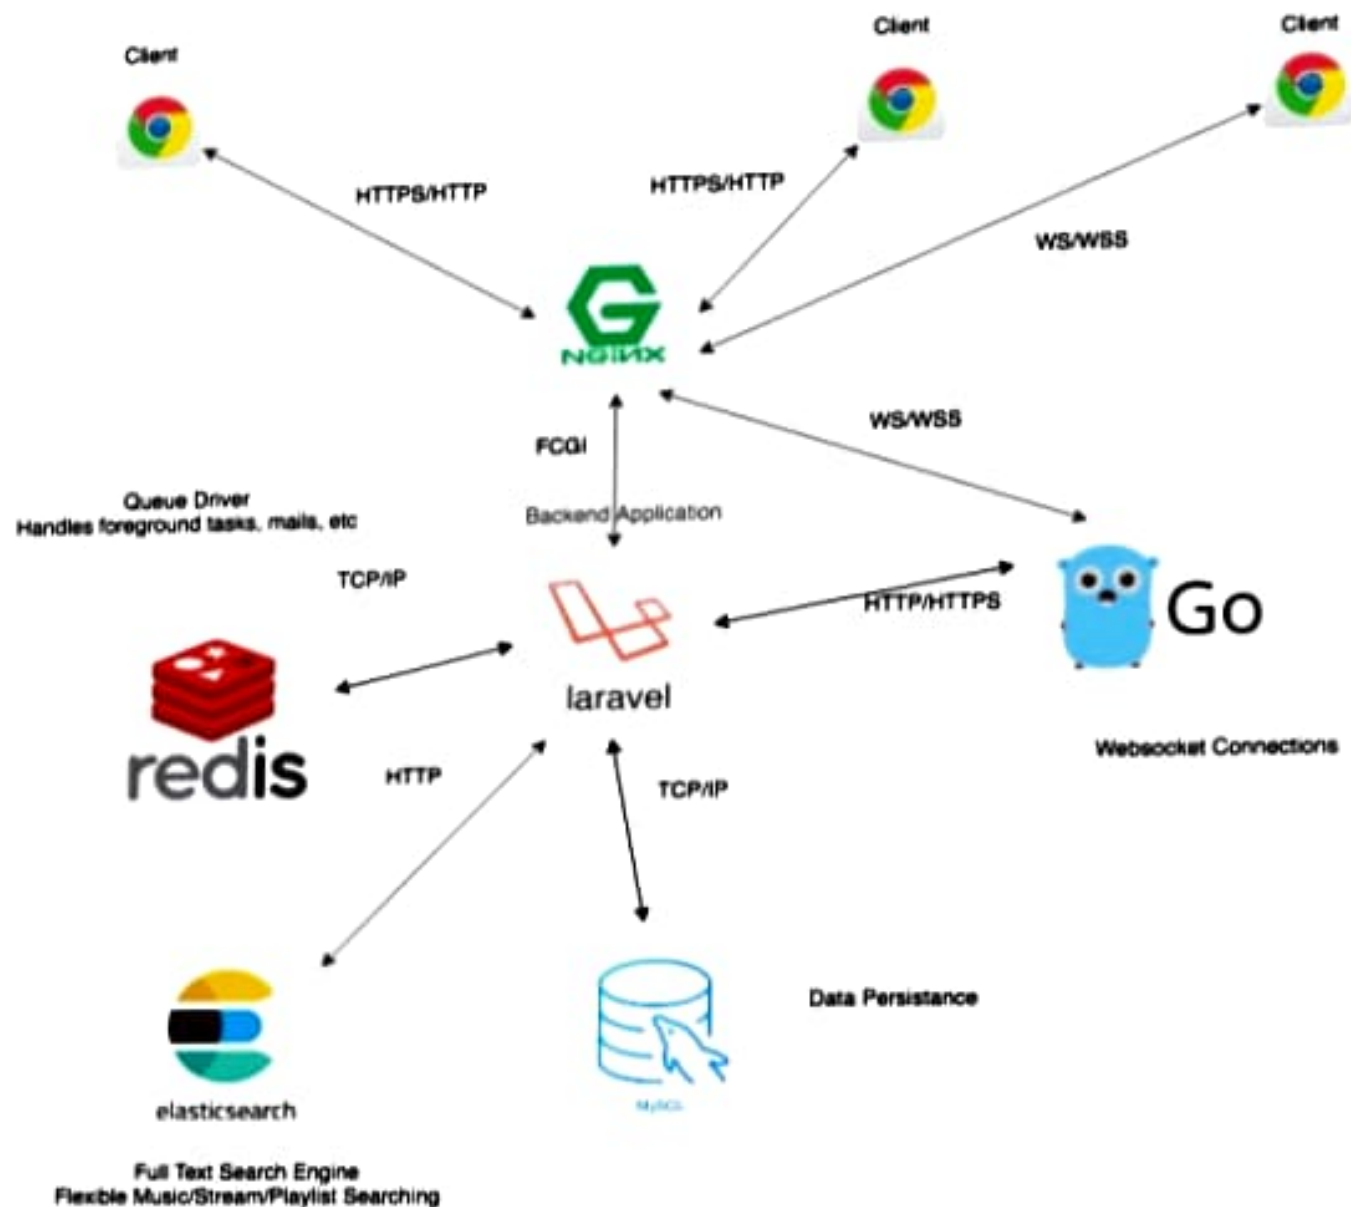 Client
Client
Client
HTTPS/HTTP
HTTPS/HTTP
WS/WSS
NGiNX
WS/WSS
FCGI
Queue Driver
Handles foreground tasks, mails, etc
Backend Application
TCP/IP
HTTP/HTTPS
Go
laravel
redis
Websocket Connections
HTTP
TCP/IP
Data Persistance
elasticsearch
MySQL
Full Text Search Engine
Flexible Music/Stream/Playlist Searching